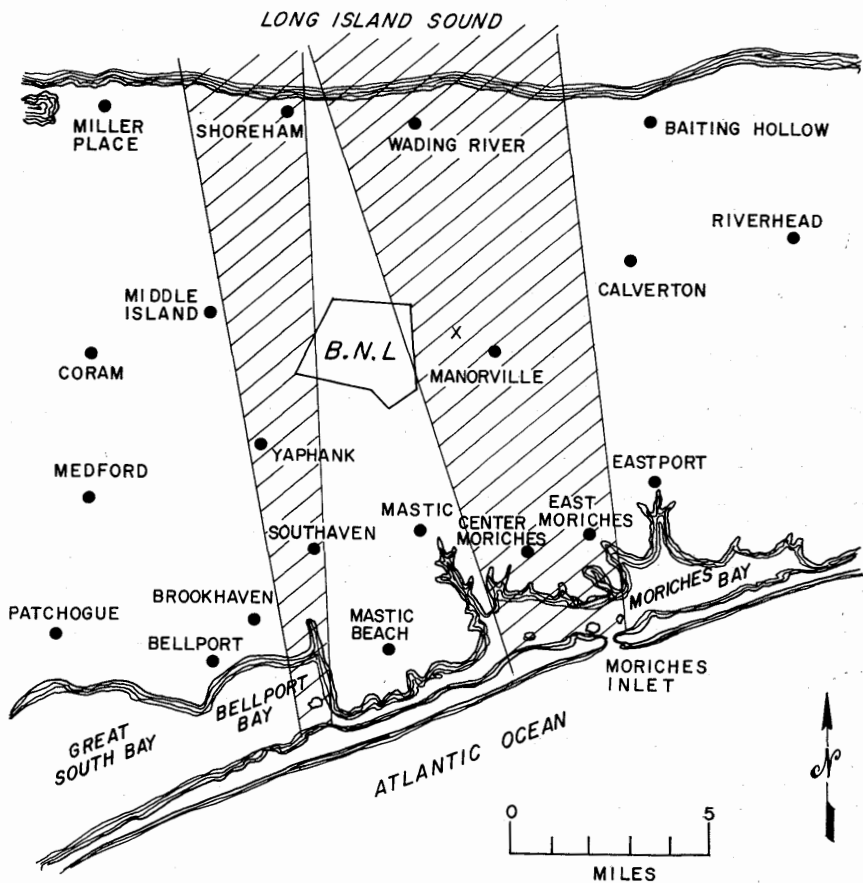 LONG ISLAND SOUND
MILLER
PLACE
SHOREHAM
WADING RIVER
BAITING HOLLOW
RIVERHEAD
CALVERTON
MIDDLE
ISLAND
B.N.L
X
CORAM
MANORVILLE
YAPHANK
MEDFORD
EASTPORT
MASTIC
CENTER
MORICHES
EAST
MORICHES
SOUTHAVEN
MORICHES BAY
BROOKHAVEN
PATCHOGUE
MASTIC
BEACH
BELLPORT
MORICHES
INLET
BELLPORT
BAY
GREAT
SOUTH BAY
ATLANTIC OCEAN
N
0 5
MILES